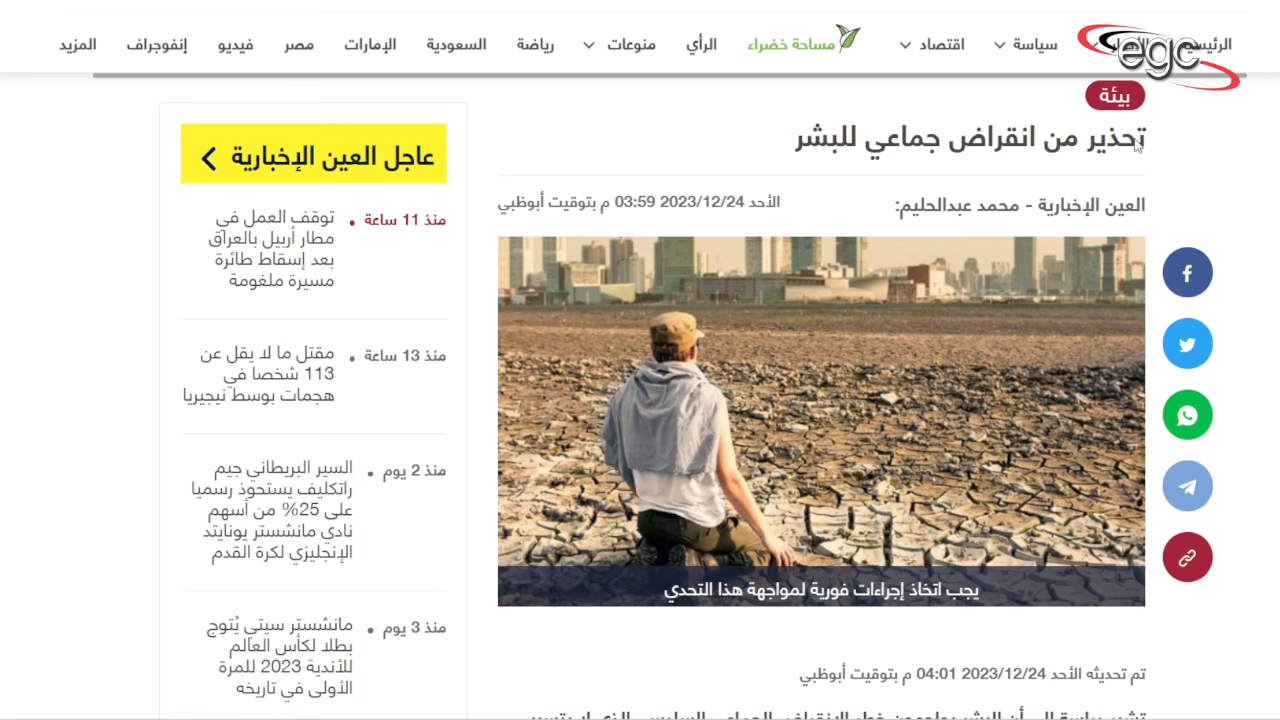 الرئيسية
سياسة
اقتصاد
مساحة خضراء
الرأي
منوعات
رياضة
السعودية
الإمارات
مصر
فيديو
إنفوجراف
المزيد
egc
بيئة
تحذير من انقراض جماعي للبشر
العين الإخبارية - محمد عبدالحليم:
الأحد 2023/12/24 03:59 م بتوقيت أبوظبي
يجب اتخاذ إجراءات فورية لمواجهة هذا التحدي
تم تحديثه الأحد 2023/12/24 04:01 م بتوقيت أبوظبي
عاجل العين الإخبارية
منذ 11 ساعة
توقف العمل في
مطار أربيل بالعراق
بعد إسقاط طائرة
مسيرة ملغومة
منذ 13 ساعة
مقتل ما لا يقل عن
113 شخصا في
هجمات بوسط نيجيريا
منذ 2 يوم
السير البريطاني جيم
راتكليف يستحوذ رسميا
على 25% من أسهم
نادي مانشستر يونايتد
الإنجليزي لكرة القدم
منذ 3 يوم
مانشستر سيتي يُتوج
بطلا لكأس العالم
للأندية 2023 للمرة
الأولى في تاريخه